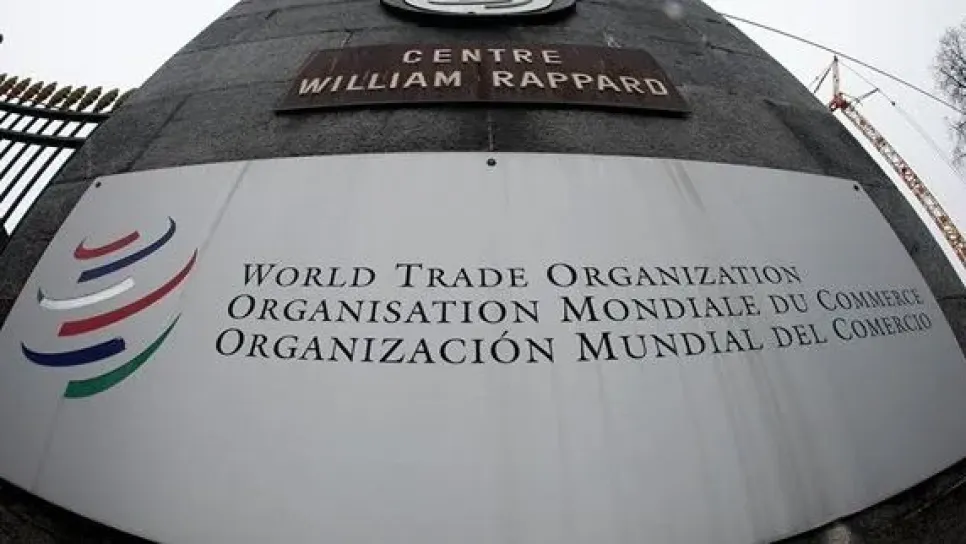 CENTRE
WILLIAM RAPPARD
WORLD TRADE ORGANIZATION
ORGANISATION MONDIALE DU COMMERCE
ORGANIZACIÓN MUNDIAL DEL COMERCIO